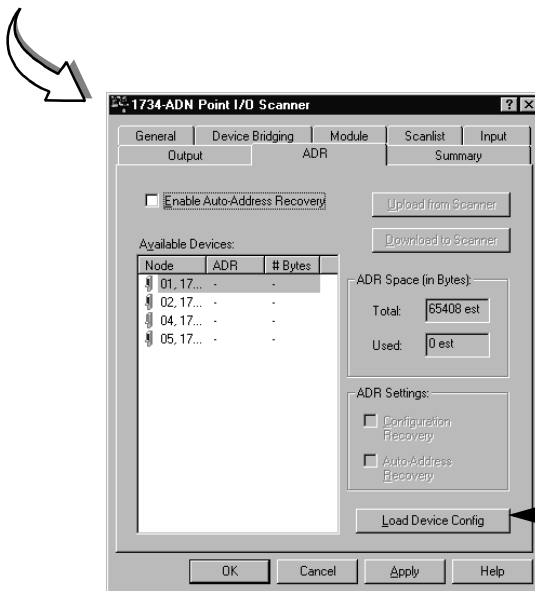 1734-ADN Point I/O Scanner
General Device Bridging Module Scanlist Input
Output ADR Summary
Enable Auto-Address Recovery
Upload from Scanner
Download to Scanner
Available Devices:
Node ADR # Bytes
01, 17... - -
02, 17... - -
04, 17... - -
05, 17... - -
ADR Space (in Bytes):
Total: 65408 est
Used: 0 est
ADR Settings:
Configuration
Recovery
Auto-Address
Recovery
Load Device Config
OK Cancel Apply Help